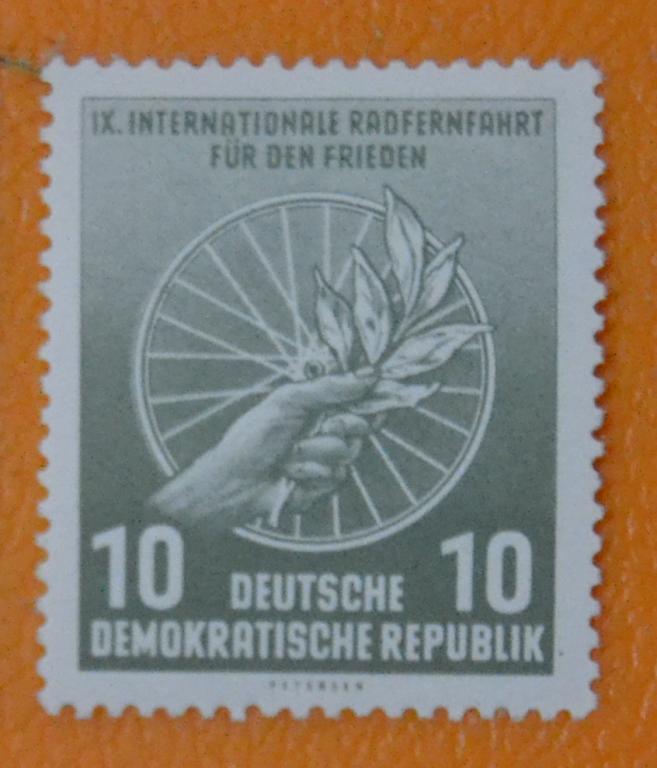 IX. INTERNATIONALE RADFERNFAHRT
FÜR DEN FRIEDEN
10 10
DEUTSCHE
DEMOKRATISCHE REPUBLIK
PETERSEN